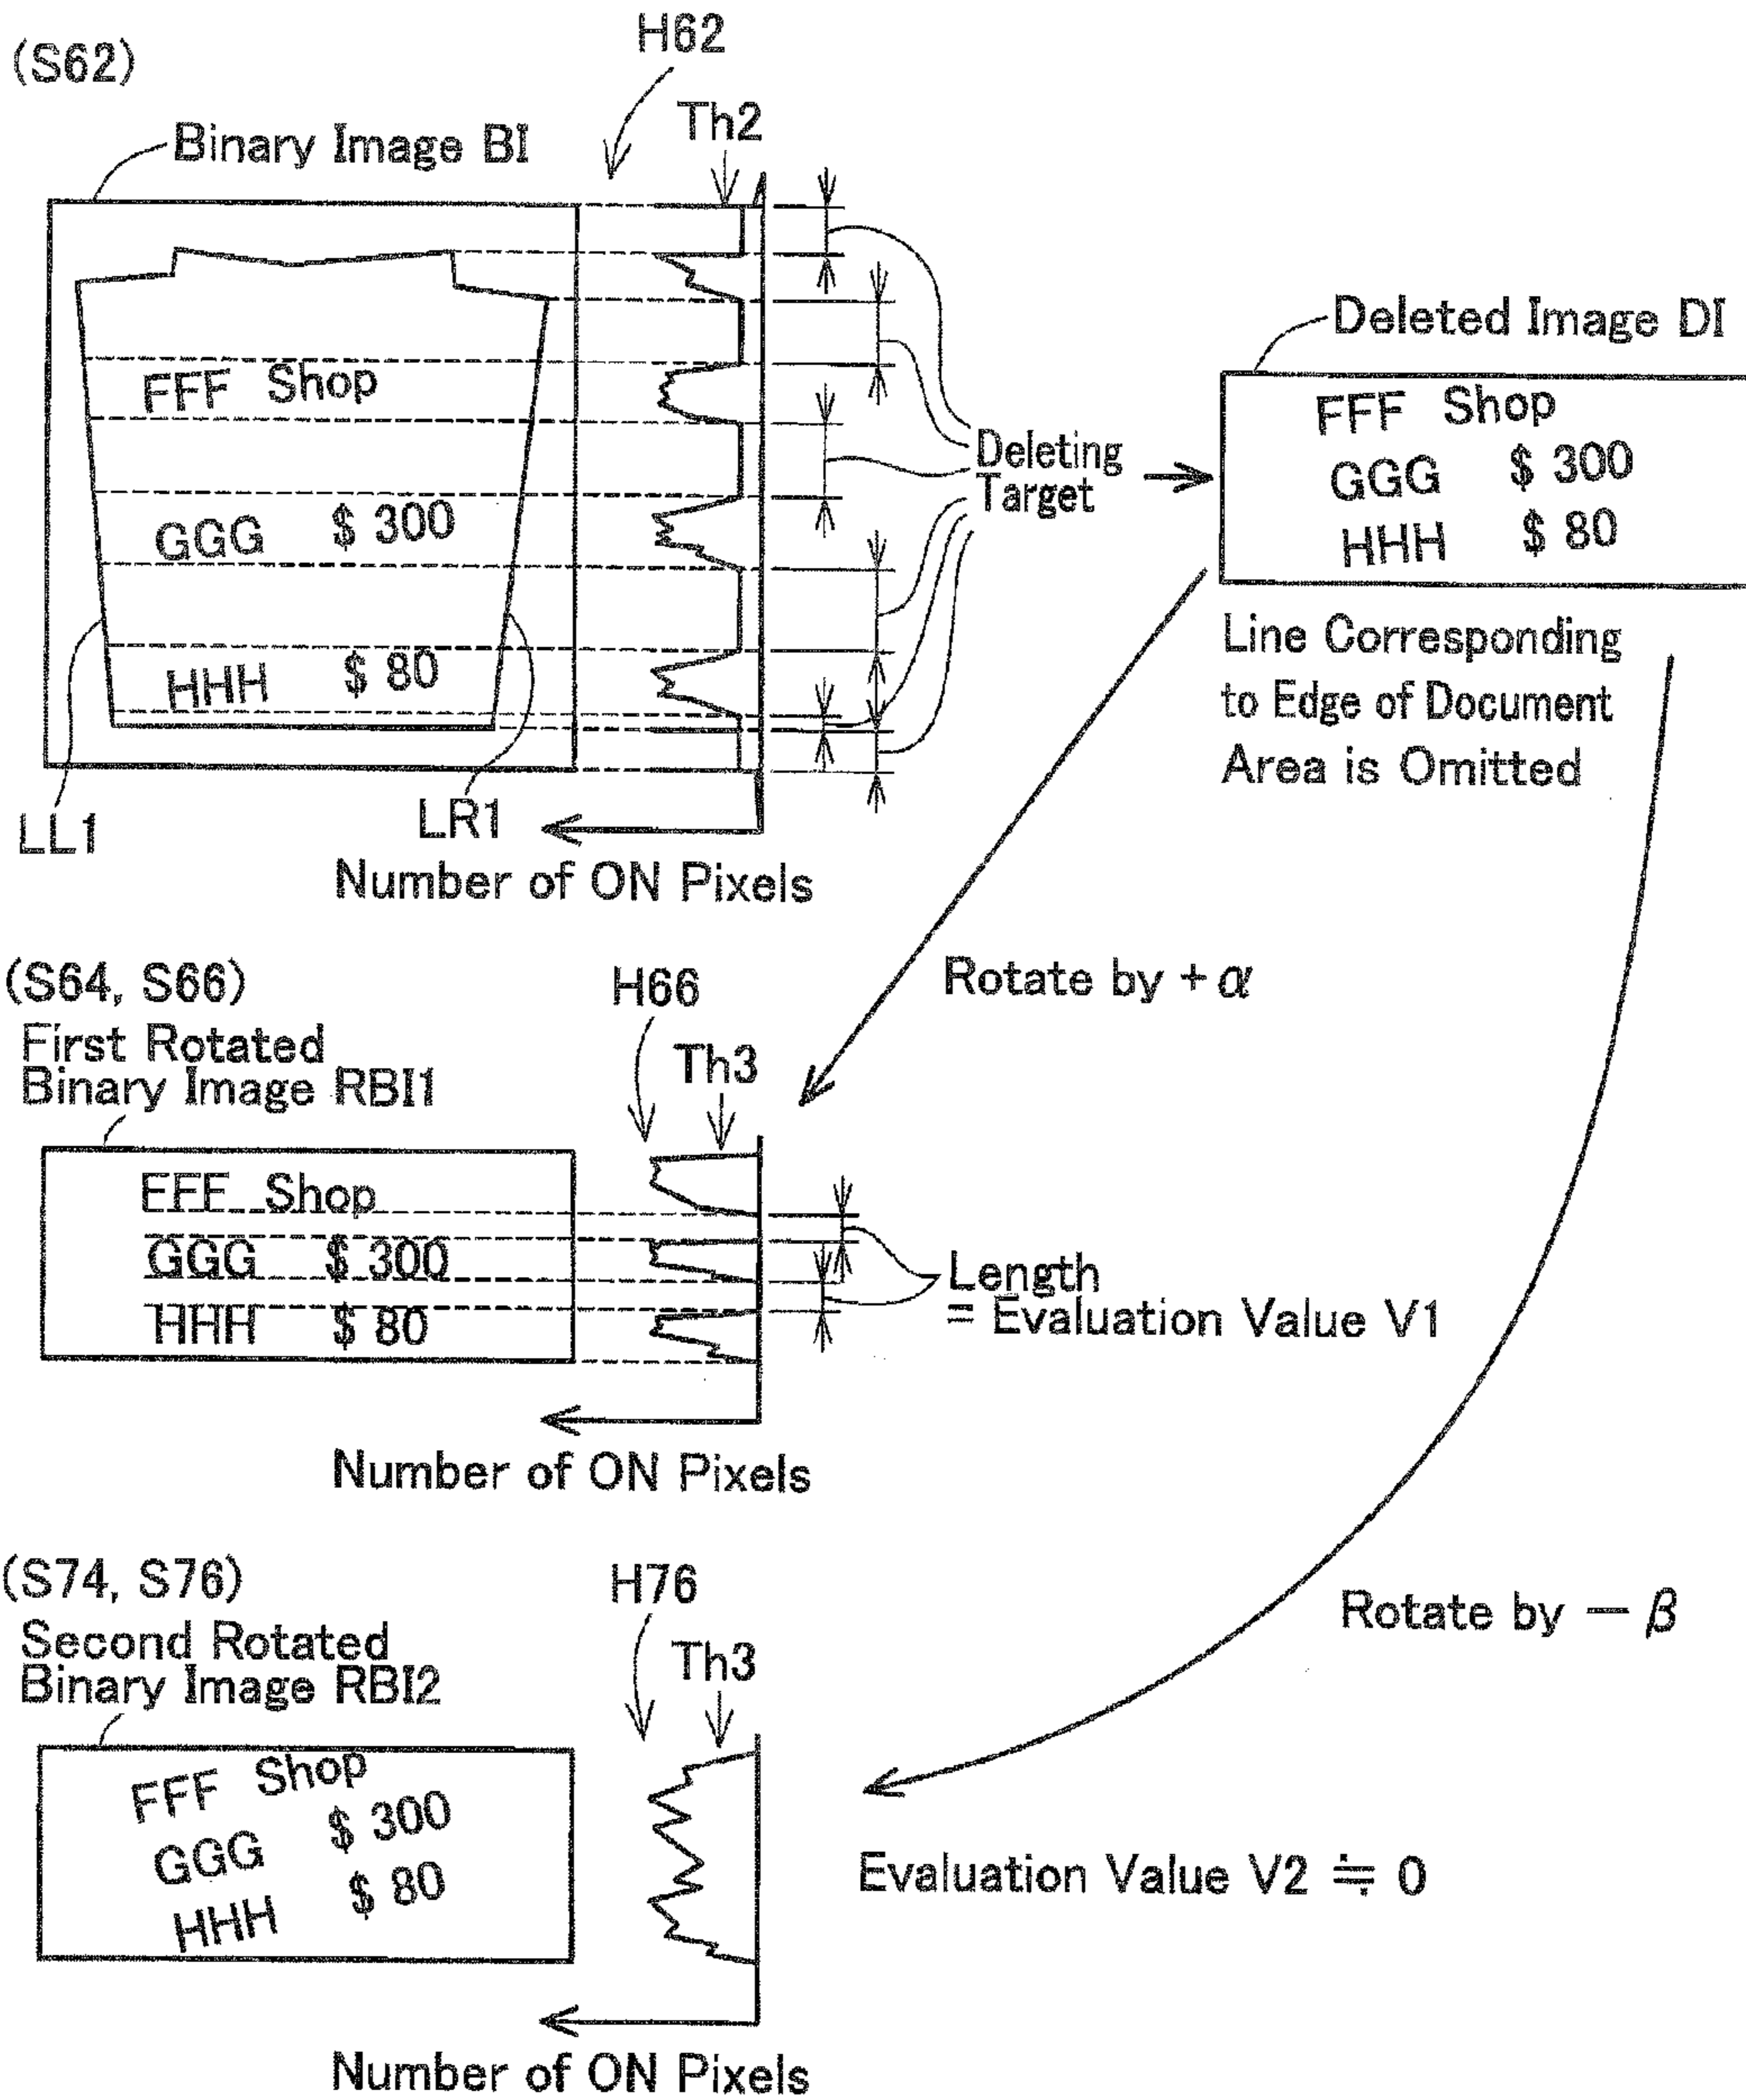 (S62)
H62
Th2
Binary Image BI
FFF Shop
GGG $ 300
HHH $ 80
LL1
LR1
Number of ON Pixels
Deleting
Target
Deleted Image DI
FFF Shop
GGG $ 300
HHH $ 80
Line Corresponding
to Edge of Document
Area is Omitted
Rotate by + α
(S64, S66)
First Rotated
Binary Image RBI1
H66
Th3
FFF Shop
GGG $ 300
HHH $ 80
Length
= Evaluation Value V1
Number of ON Pixels
Rotate by − β
(S74, S76)
Second Rotated
Binary Image RBI2
H76
Th3
FFF Shop
GGG $ 300
HHH $ 80
Evaluation Value V2 ≒ 0
Number of ON Pixels